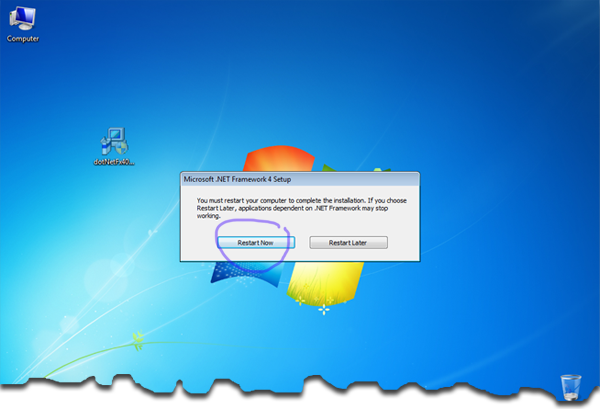 Computer
dotNetFx40...
Microsoft .NET Framework 4 Setup
You must restart your computer to complete the installation. If you choose
Restart Later, applications dependent on .NET Framework may stop
working.
Restart Now
Restart Later